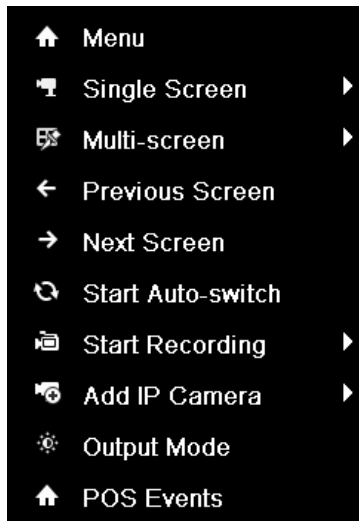 Menu
Single Screen
Multi-screen
Previous Screen
Next Screen
Start Auto-switch
Start Recording
Add IP Camera
Output Mode
POS Events